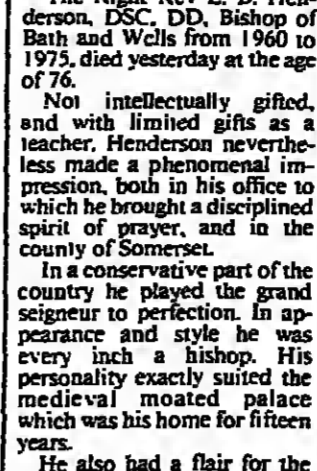 The Right Rev E. B. Hen-
derson, DSC, DD, Bishop of
Bath and Wells from 1960 to
1975, died yesterday at the age
of 76.
Not intellectually gifted,
and with limited gifts as a
teacher, Henderson neverthe-
less made a phenomenal im-
pression, both in his office to
which he brought a disciplined
spirit of prayer, and in the
county of Somerset.
In a conservative part of the
country he played the grand
seigneur to perfection. In ap-
pearance and style he was
every inch a bishop. His
personality exactly suited the
medieval moated palace
which was his home for fifteen
years.
He also had a flair for the